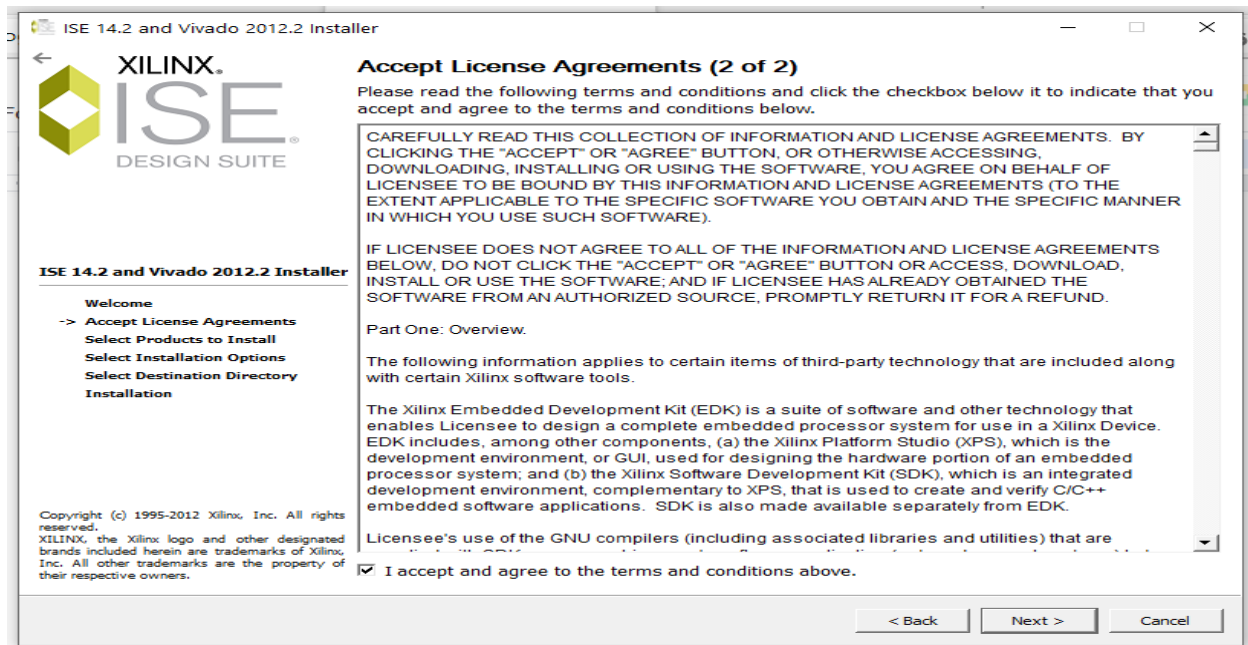 ISE 14.2 and Vivado 2012.2 Installer
XILINX®
ISE®
DESIGN SUITE
ISE 14.2 and Vivado 2012.2 Installer
Welcome
-> Accept License Agreements
Select Products to Install
Select Installation Options
Select Destination Directory
Installation
Copyright (c) 1995-2012 Xilinx, Inc. All rights
reserved.
XILINX, the Xilinx logo and other designated
brands included herein are trademarks of Xilinx,
Inc. All other trademarks are the property of
their respective owners.
Accept License Agreements (2 of 2)
Please read the following terms and conditions and click the checkbox below it to indicate that you
accept and agree to the terms and conditions below.
CAREFULLY READ THIS COLLECTION OF INFORMATION AND LICENSE AGREEMENTS. BY
CLICKING THE "ACCEPT" OR "AGREE" BUTTON, OR OTHERWISE ACCESSING,
DOWNLOADING, INSTALLING OR USING THE SOFTWARE, YOU AGREE ON BEHALF OF
LICENSEE TO BE BOUND BY THIS INFORMATION AND LICENSE AGREEMENTS (TO THE
EXTENT APPLICABLE TO THE SPECIFIC SOFTWARE YOU OBTAIN AND THE SPECIFIC MANNER
IN WHICH YOU USE SUCH SOFTWARE).
IF LICENSEE DOES NOT AGREE TO ALL OF THE INFORMATION AND LICENSE AGREEMENTS
BELOW, DO NOT CLICK THE "ACCEPT" OR "AGREE" BUTTON OR ACCESS, DOWNLOAD,
INSTALL OR USE THE SOFTWARE; AND IF LICENSEE HAS ALREADY OBTAINED THE
SOFTWARE FROM AN AUTHORIZED SOURCE, PROMPTLY RETURN IT FOR A REFUND.
Part One: Overview.
The following information applies to certain items of third-party technology that are included along
with certain Xilinx software tools.
The Xilinx Embedded Development Kit (EDK) is a suite of software and other technology that
enables Licensee to design a complete embedded processor system for use in a Xilinx Device.
EDK includes, among other components, (a) the Xilinx Platform Studio (XPS), which is the
development environment, or GUI, used for designing the hardware portion of an embedded
processor system; and (b) the Xilinx Software Development Kit (SDK), which is an integrated
development environment, complementary to XPS, that is used to create and verify C/C++
embedded software applications. SDK is also made available separately from EDK.
Licensee's use of the GNU compilers (including associated libraries and utilities) that are
I accept and agree to the terms and conditions above.
< Back
Next >
Cancel